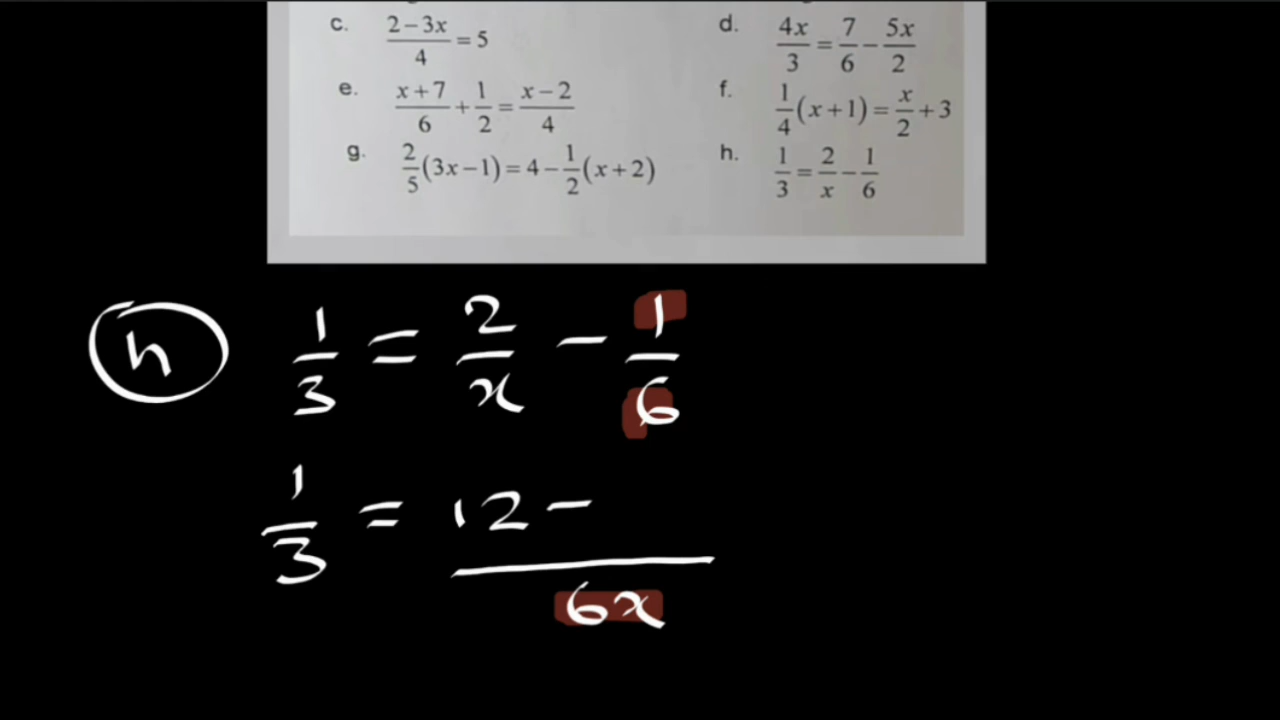 c. (2-3x)/4 = 5 d. 4x/3 = 7/6 - 5x/2
e. (x+7)/6 + 1/2 = (x-2)/4 f. 1/4(x+1) = x/2 + 3
g. 2/5(3x-1) = 4 - 1/2(x+2) h. 1/3 = 2/x - 1/6
h 1/3 = 2/x - 1/6
1/3 = (12 - )/6x